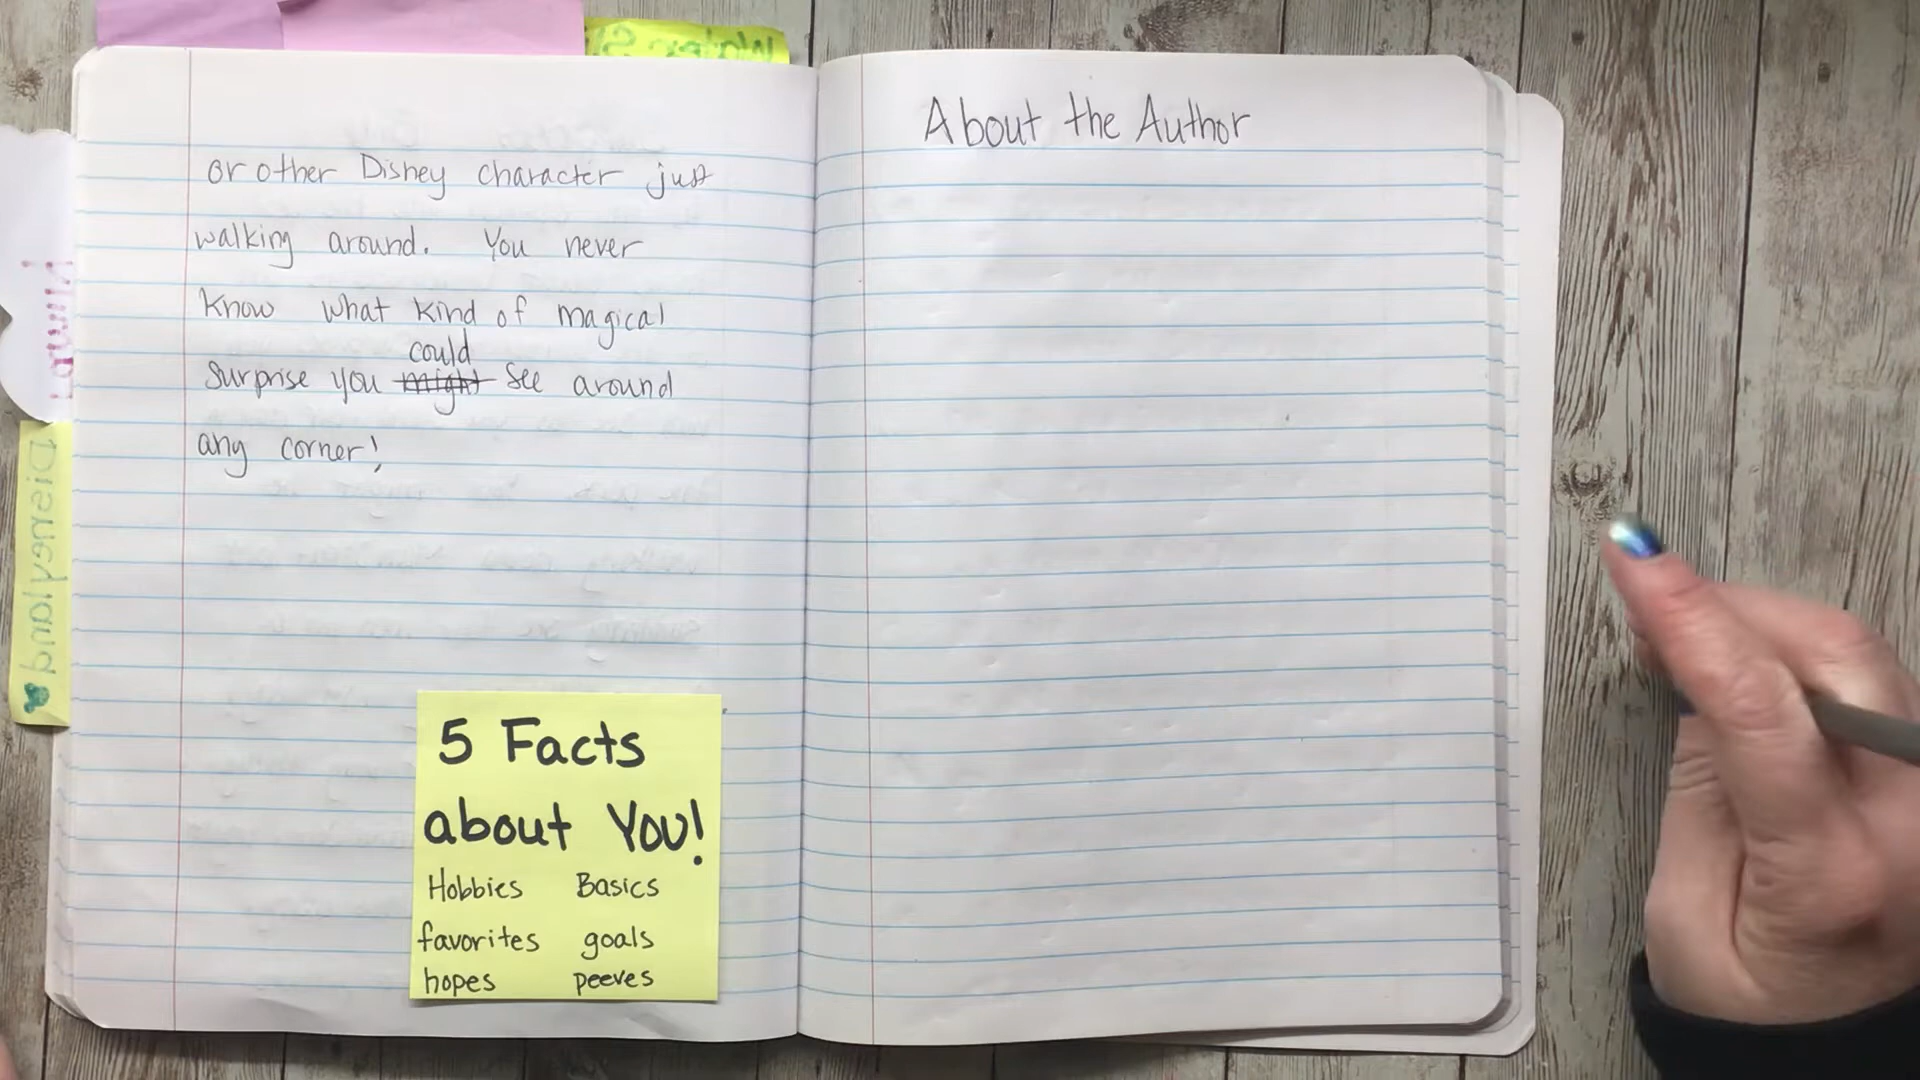 or other Disney character just
walking around. You never
know what kind of magical
could
surprise you might see around
any corner!
About the Author
5 Facts
about You!
Hobbies Basics
favorites goals
hopes peeves
Disneyland